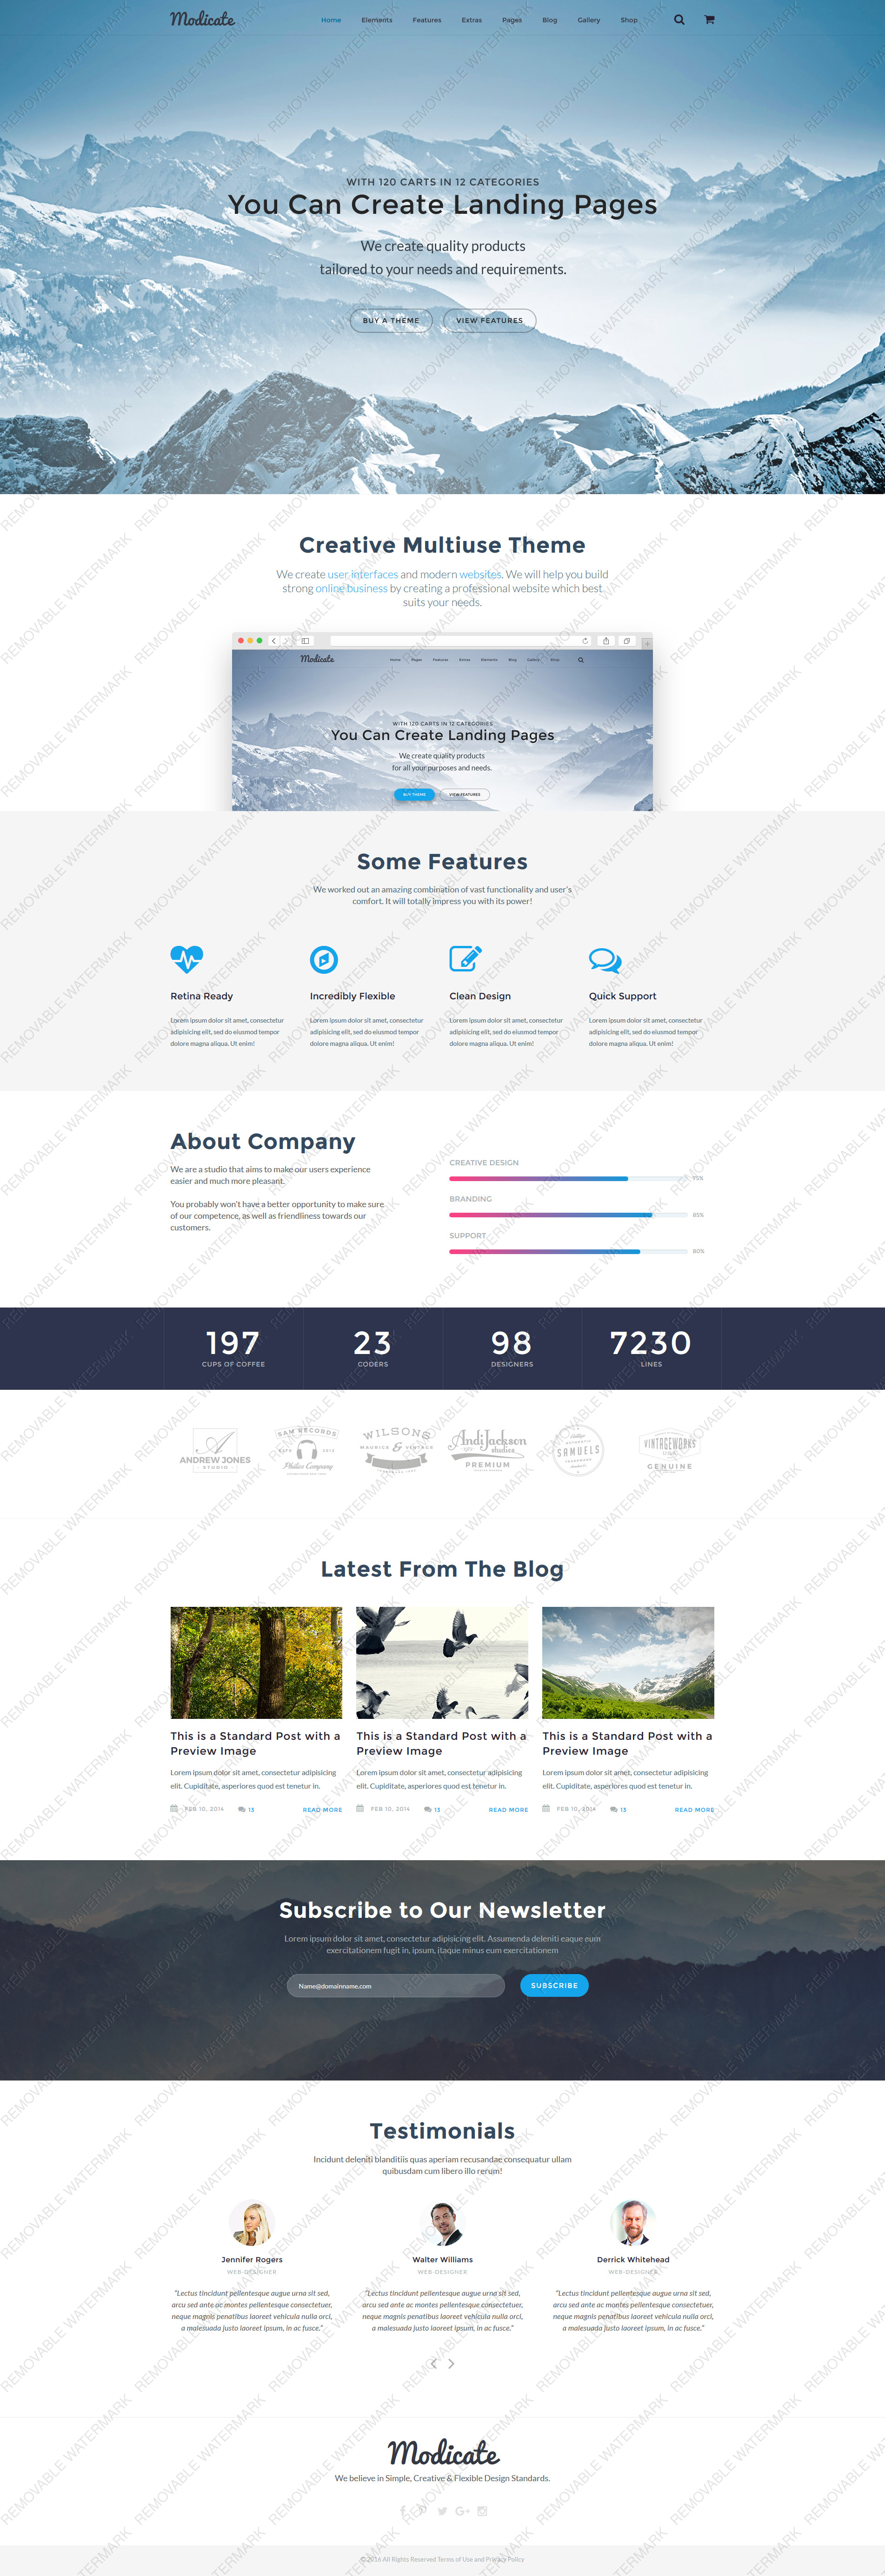 Modicate
Home Elements Features Extras Pages Blog Gallery Shop
WITH 120 CARTS IN 12 CATEGORIES
You Can Create Landing Pages
We create quality products
tailored to your needs and requirements.
BUY A THEME VIEW FEATURES
Creative Multiuse Theme
We create user interfaces and modern websites. We will help you build
strong online business by creating a professional website which best
suits your needs.
Modicate
Home Pages Features Extras Elements Blog Gallery Shop
WITH 120 CARTS IN 12 CATEGORIES
You Can Create Landing Pages
We create quality products
for all your purposes and needs.
BUY THEME VIEW FEATURES
Some Features
We worked out an amazing combination of vast functionality and user's
comfort. It will totally impress you with its power!
Retina Ready
Lorem ipsum dolor sit amet, consectetur
adipisicing elit, sed do eiusmod tempor
dolore magna aliqua. Ut enim!
Incredibly Flexible
Lorem ipsum dolor sit amet, consectetur
adipisicing elit, sed do eiusmod tempor
dolore magna aliqua. Ut enim!
Clean Design
Lorem ipsum dolor sit amet, consectetur
adipisicing elit, sed do eiusmod tempor
dolore magna aliqua. Ut enim!
Quick Support
Lorem ipsum dolor sit amet, consectetur
adipisicing elit, sed do eiusmod tempor
dolore magna aliqua. Ut enim!
About Company
We are a studio that aims to make our users experience
easier and much more pleasant.
You probably won't have a better opportunity to make sure
of our competence, as well as friendliness towards our
customers.
CREATIVE DESIGN
75%
BRANDING
85%
SUPPORT
80%
197
CUPS OF COFFEE
23
CODERS
98
DESIGNERS
7230
LINES
A
ANDREW JONES
STUDIO
SAM RECORDS
ESTD 2012
Philics Company
WILSONS
MAURICE & VINTAGE
AndiJackson
studios
PREMIUM
AUTHENTIC
SAMUELS
TRADEMARK
VINTAGEWORKS
USA
GENUINE
Latest From The Blog
This is a Standard Post with a
Preview Image
Lorem ipsum dolor sit amet, consectetur adipisicing
elit. Cupiditate, asperiores quod est tenetur in.
FEB 10, 2014 13 READ MORE
This is a Standard Post with a
Preview Image
Lorem ipsum dolor sit amet, consectetur adipisicing
elit. Cupiditate, asperiores quod est tenetur in.
FEB 10, 2014 13 READ MORE
This is a Standard Post with a
Preview Image
Lorem ipsum dolor sit amet, consectetur adipisicing
elit. Cupiditate, asperiores quod est tenetur in.
FEB 10, 2014 13 READ MORE
Subscribe to Our Newsletter
Lorem ipsum dolor sit amet, consectetur adipisicing elit. Assumenda deleniti eaque eum
exercitationem fugit in, ipsum, itaque minus eum exercitationem
Name@domainname.com SUBSCRIBE
Testimonials
Incidunt deleniti blanditiis quas aperiam recusandae consequatur ullam
quibusdam cum libero illo rerum!
Jennifer Rogers
WEB-DESIGNER
"Lectus tincidunt pellentesque augue urna sit sed,
arcu sed ante ac montes pellentesque consectetuer,
neque magnis penatibus laoreet vehicula nulla orci,
a malesuada justo laoreet ipsum, in ac fusce."
Walter Williams
WEB-DESIGNER
"Lectus tincidunt pellentesque augue urna sit sed,
arcu sed ante ac montes pellentesque consectetuer,
neque magnis penatibus laoreet vehicula nulla orci,
a malesuada justo laoreet ipsum, in ac fusce."
Derrick Whitehead
WEB-DESIGNER
"Lectus tincidunt pellentesque augue urna sit sed,
arcu sed ante ac montes pellentesque consectetuer,
neque magnis penatibus laoreet vehicula nulla orci,
a malesuada justo laoreet ipsum, in ac fusce."
Modicate
We believe in Simple, Creative & Flexible Design Standards.
© 2016 All Rights Reserved Terms of Use and Privacy Policy
REMOVABLE WATERMARK